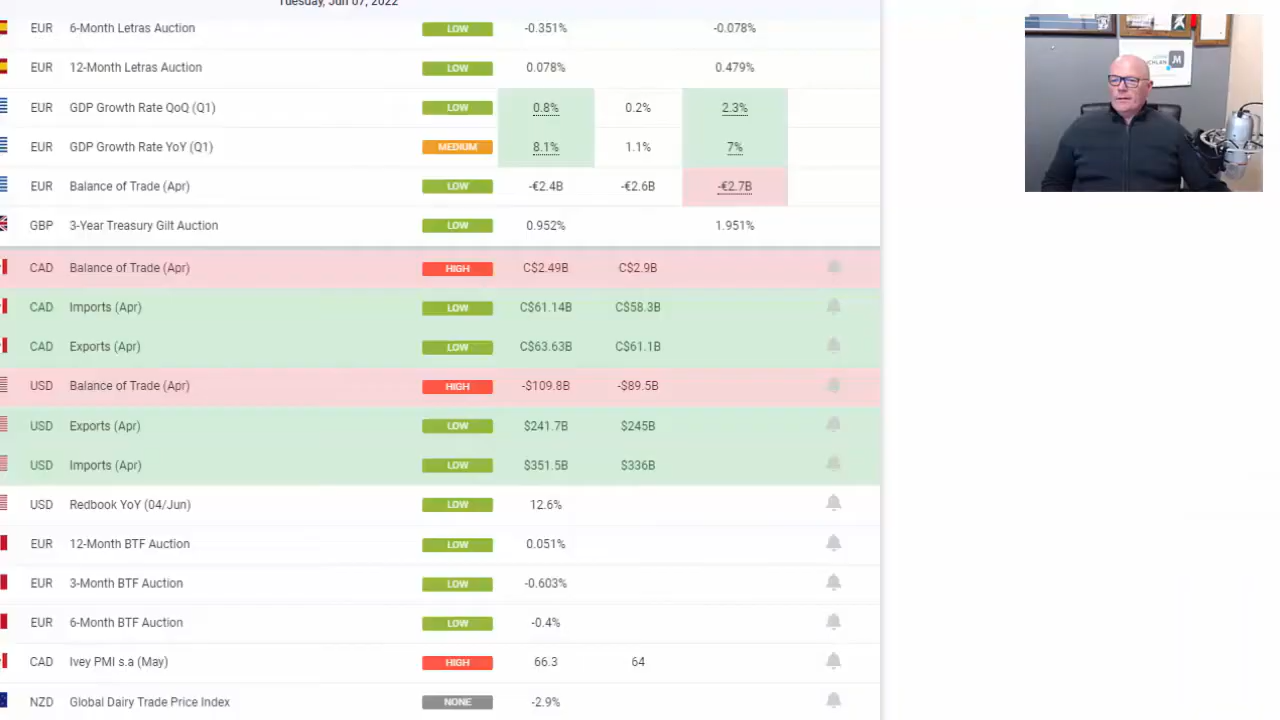 Tuesday, Jun 07, 2022
EUR 6-Month Letras Auction LOW -0.351% -0.078%
EUR 12-Month Letras Auction LOW 0.078% 0.479%
EUR GDP Growth Rate QoQ (Q1) LOW 0.8% 0.2% 2.3%
EUR GDP Growth Rate YoY (Q1) MEDIUM 8.1% 1.1% 7%
EUR Balance of Trade (Apr) LOW -€2.4B -€2.6B -€2.7B
GBP 3-Year Treasury Gilt Auction LOW 0.952% 1.951%
CAD Balance of Trade (Apr) HIGH C$2.49B C$2.9B
CAD Imports (Apr) LOW C$61.14B C$58.3B
CAD Exports (Apr) LOW C$63.63B C$61.1B
USD Balance of Trade (Apr) HIGH -$109.8B -$89.5B
USD Exports (Apr) LOW $241.7B $245B
USD Imports (Apr) LOW $351.5B $336B
USD Redbook YoY (04/Jun) LOW 12.6%
EUR 12-Month BTF Auction LOW 0.051%
EUR 3-Month BTF Auction LOW -0.603%
EUR 6-Month BTF Auction LOW -0.4%
CAD Ivey PMI s.a (May) HIGH 66.3 64
NZD Global Dairy Trade Price Index NONE -2.9%